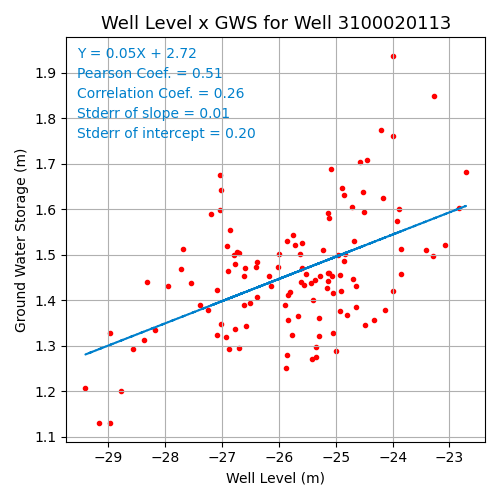 Well Level x GWS for Well 3100020113
Y = 0.05X + 2.72
Pearson Coef. = 0.51
Correlation Coef. = 0.26
Stderr of slope = 0.01
Stderr of intercept = 0.20
Ground Water Storage (m)
1.9
1.8
1.7
1.6
1.5
1.4
1.3
1.2
1.1
−29 −28 −27 −26 −25 −24 −23
Well Level (m)